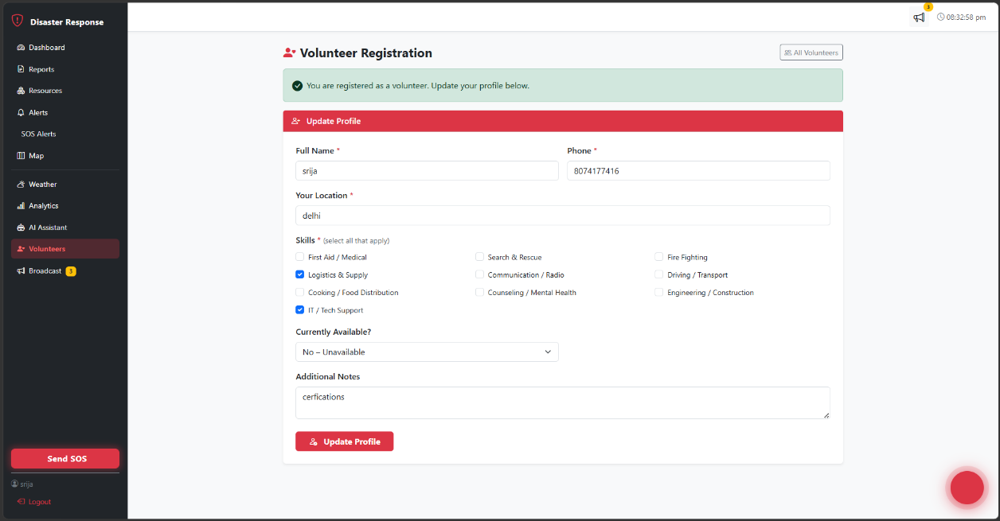 Disaster Response
3
08:32:58 pm
Dashboard
Reports
Resources
Alerts
SOS Alerts
Map
Weather
Analytics
AI Assistant
Volunteers
Broadcast 3
Send SOS
srija
Logout
Volunteer Registration
All Volunteers
You are registered as a volunteer. Update your profile below.
Update Profile
Full Name * Phone *
srija 8074177416
Your Location *
delhi
Skills * (select all that apply)
First Aid / Medical Search & Rescue Fire Fighting
Logistics & Supply Communication / Radio Driving / Transport
Cooking / Food Distribution Counseling / Mental Health Engineering / Construction
IT / Tech Support
Currently Available?
No – Unavailable
Additional Notes
cerfications
Update Profile